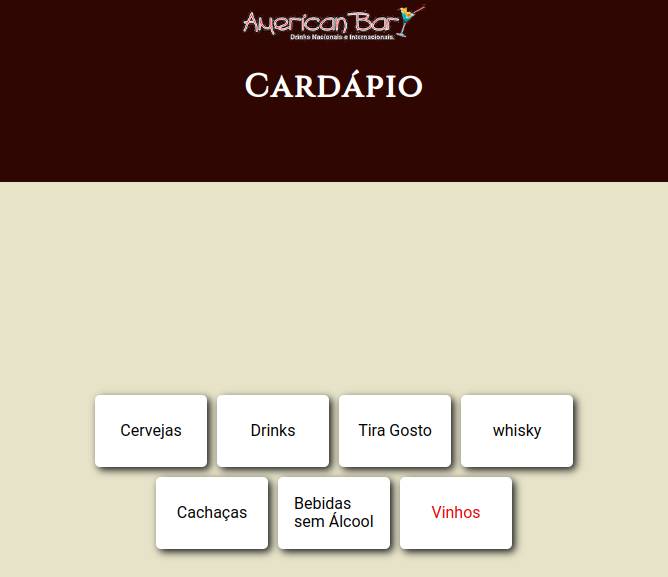 American Bar
Drinks Nacionais e Internacionais.
Cardápio
Cervejas
Drinks
Tira Gosto
whisky
Cachaças
Bebidas
sem Álcool
Vinhos